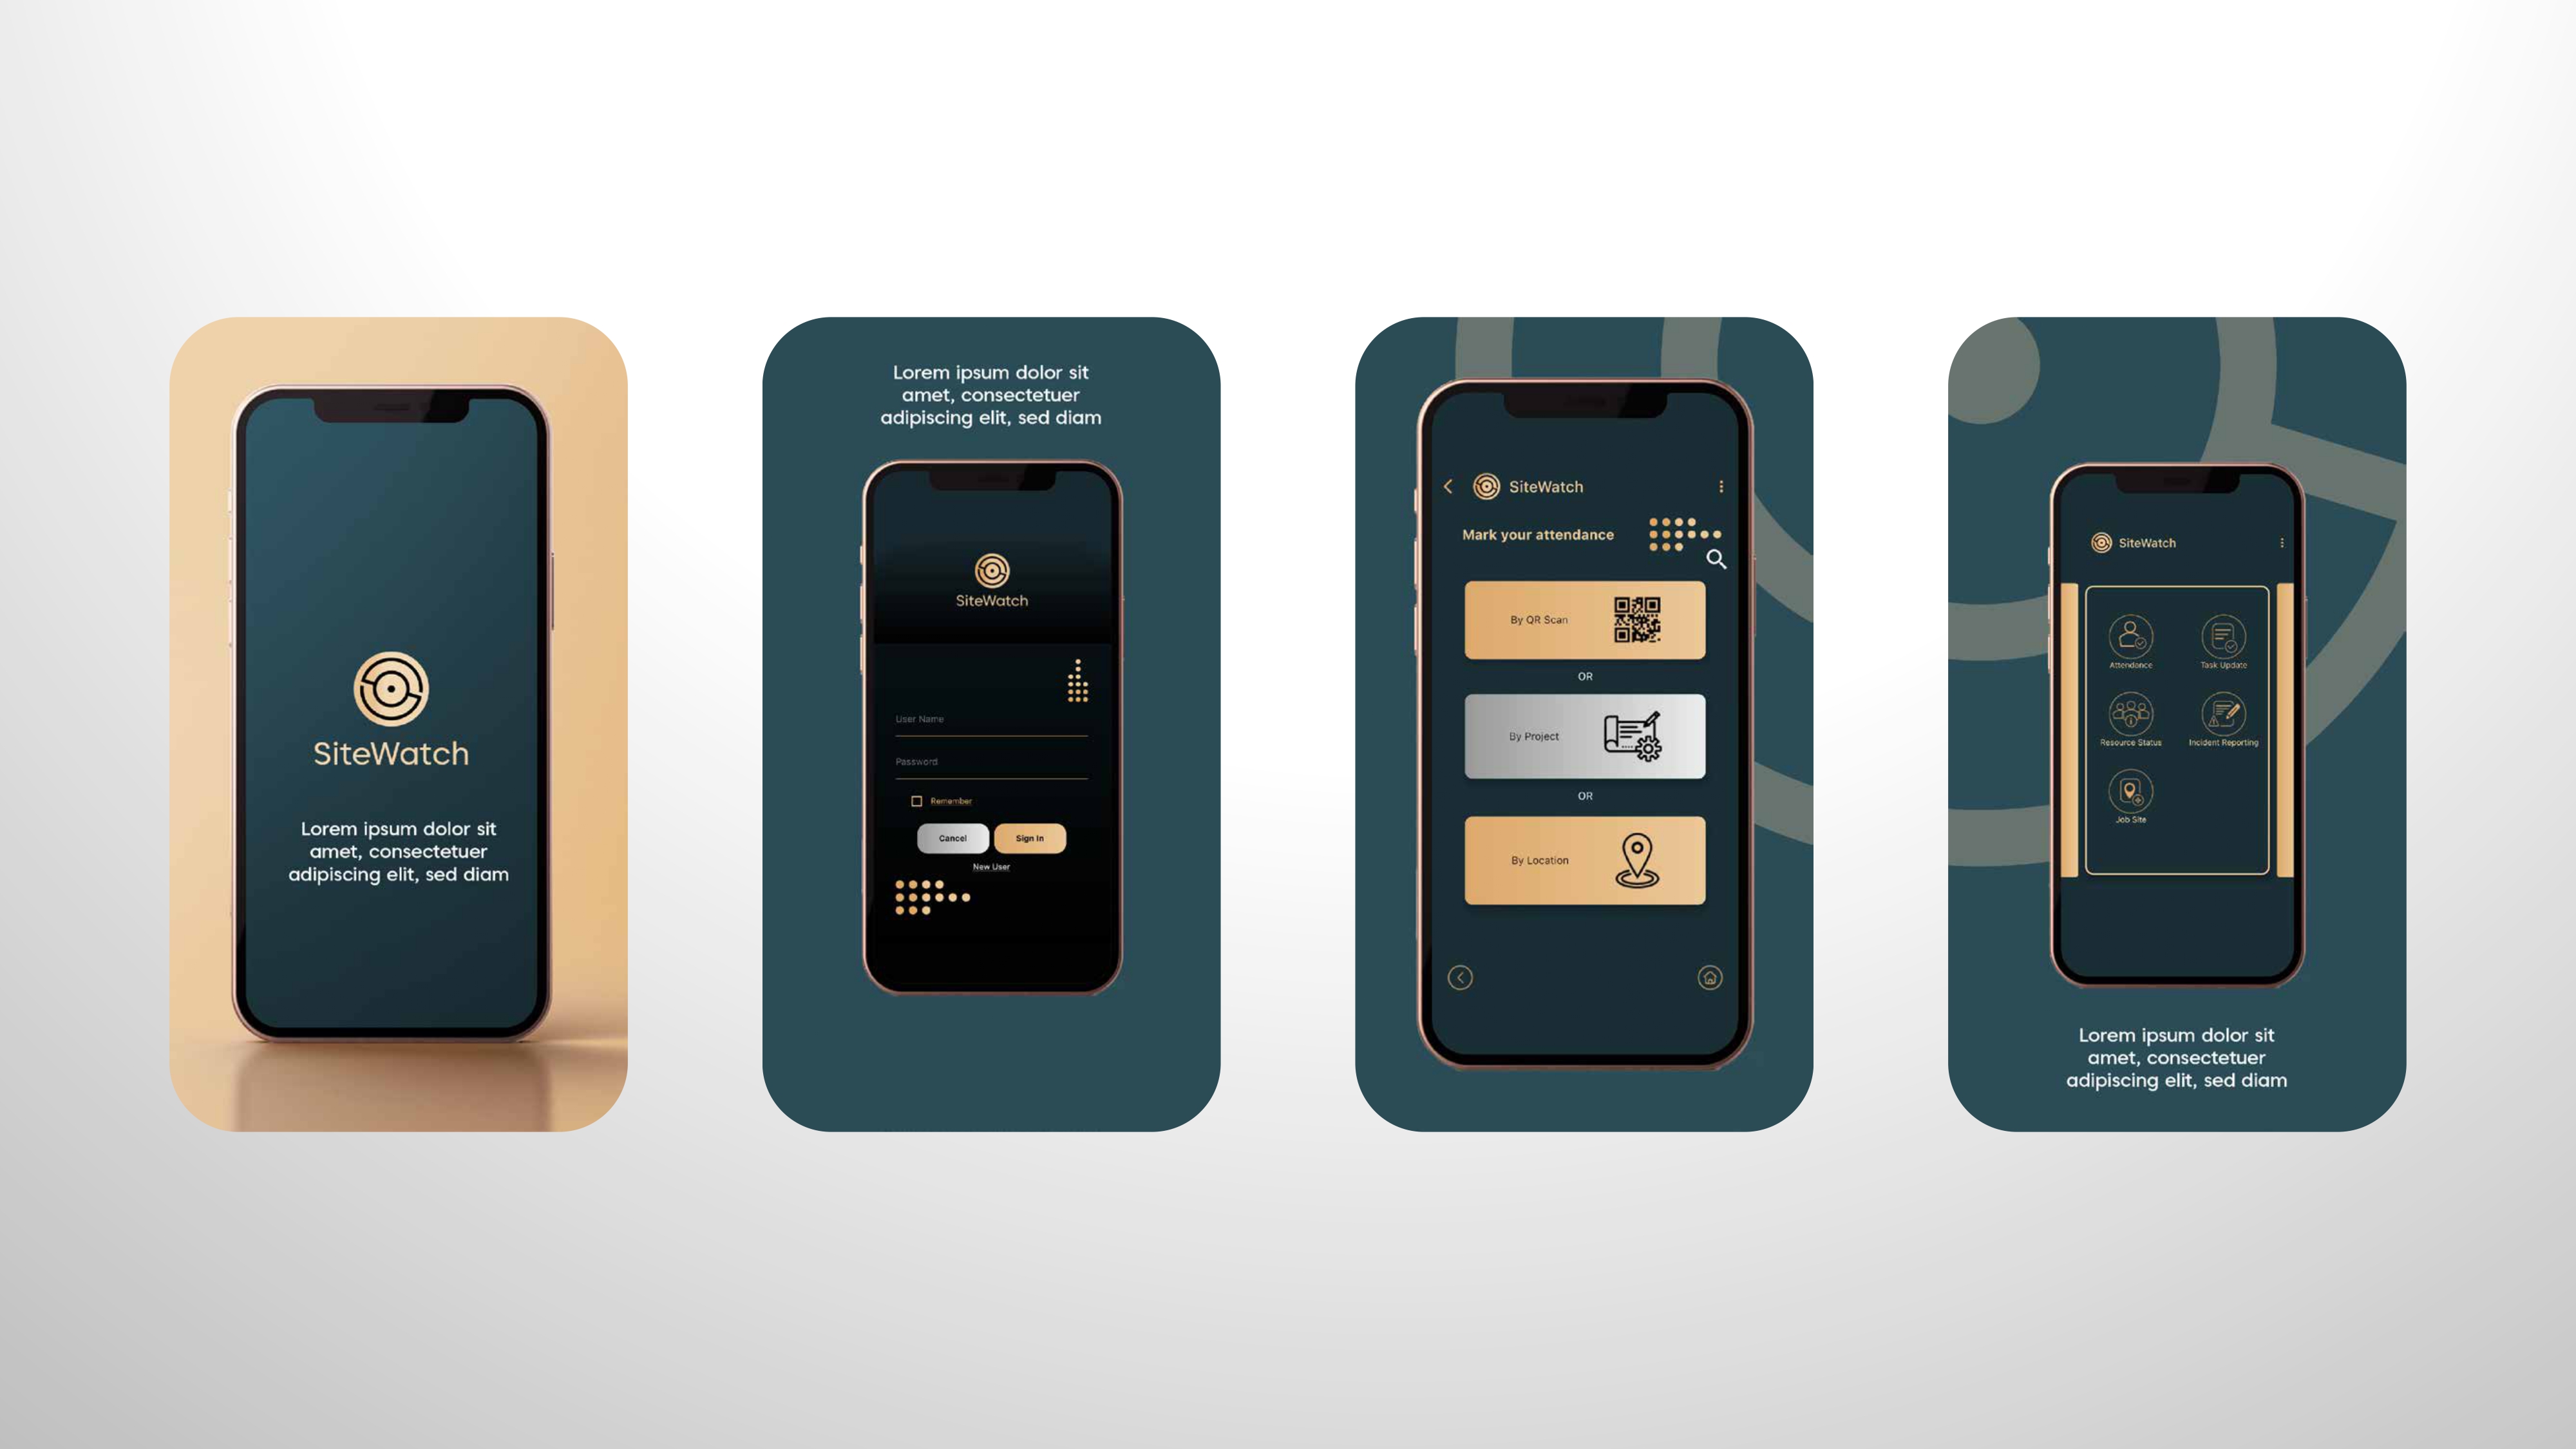 SiteWatch
Lorem ipsum dolor sit
amet, consectetuer
adipiscing elit, sed diam
Lorem ipsum dolor sit
amet, consectetuer
adipiscing elit, sed diam
SiteWatch
User Name
Password
Remember
Cancel Sign In
New User
SiteWatch
Mark your attendance
By QR Scan
OR
By Project
OR
By Location
SiteWatch
Attendance Task Update
Resource Status Incident Reporting
Job Site
Lorem ipsum dolor sit
amet, consectetuer
adipiscing elit, sed diam